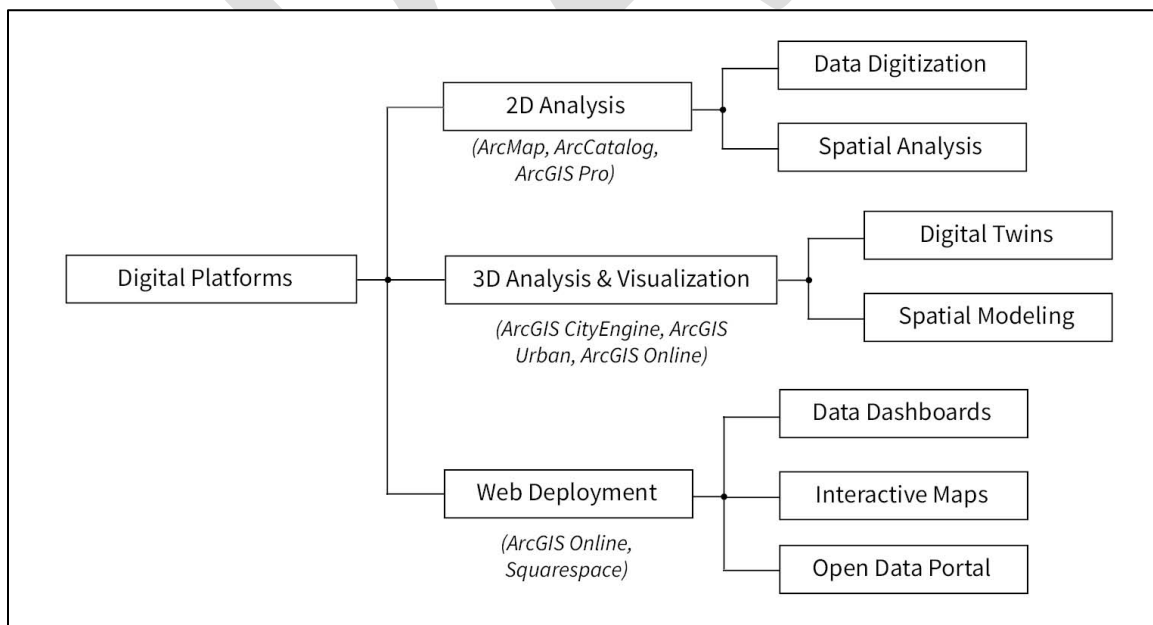 Digital Platforms
2D Analysis
(ArcMap, ArcCatalog,
ArcGIS Pro)
Data Digitization
Spatial Analysis
3D Analysis & Visualization
(ArcGIS CityEngine, ArcGIS
Urban, ArcGIS Online)
Digital Twins
Spatial Modeling
Web Deployment
(ArcGIS Online,
Squarespace)
Data Dashboards
Interactive Maps
Open Data Portal